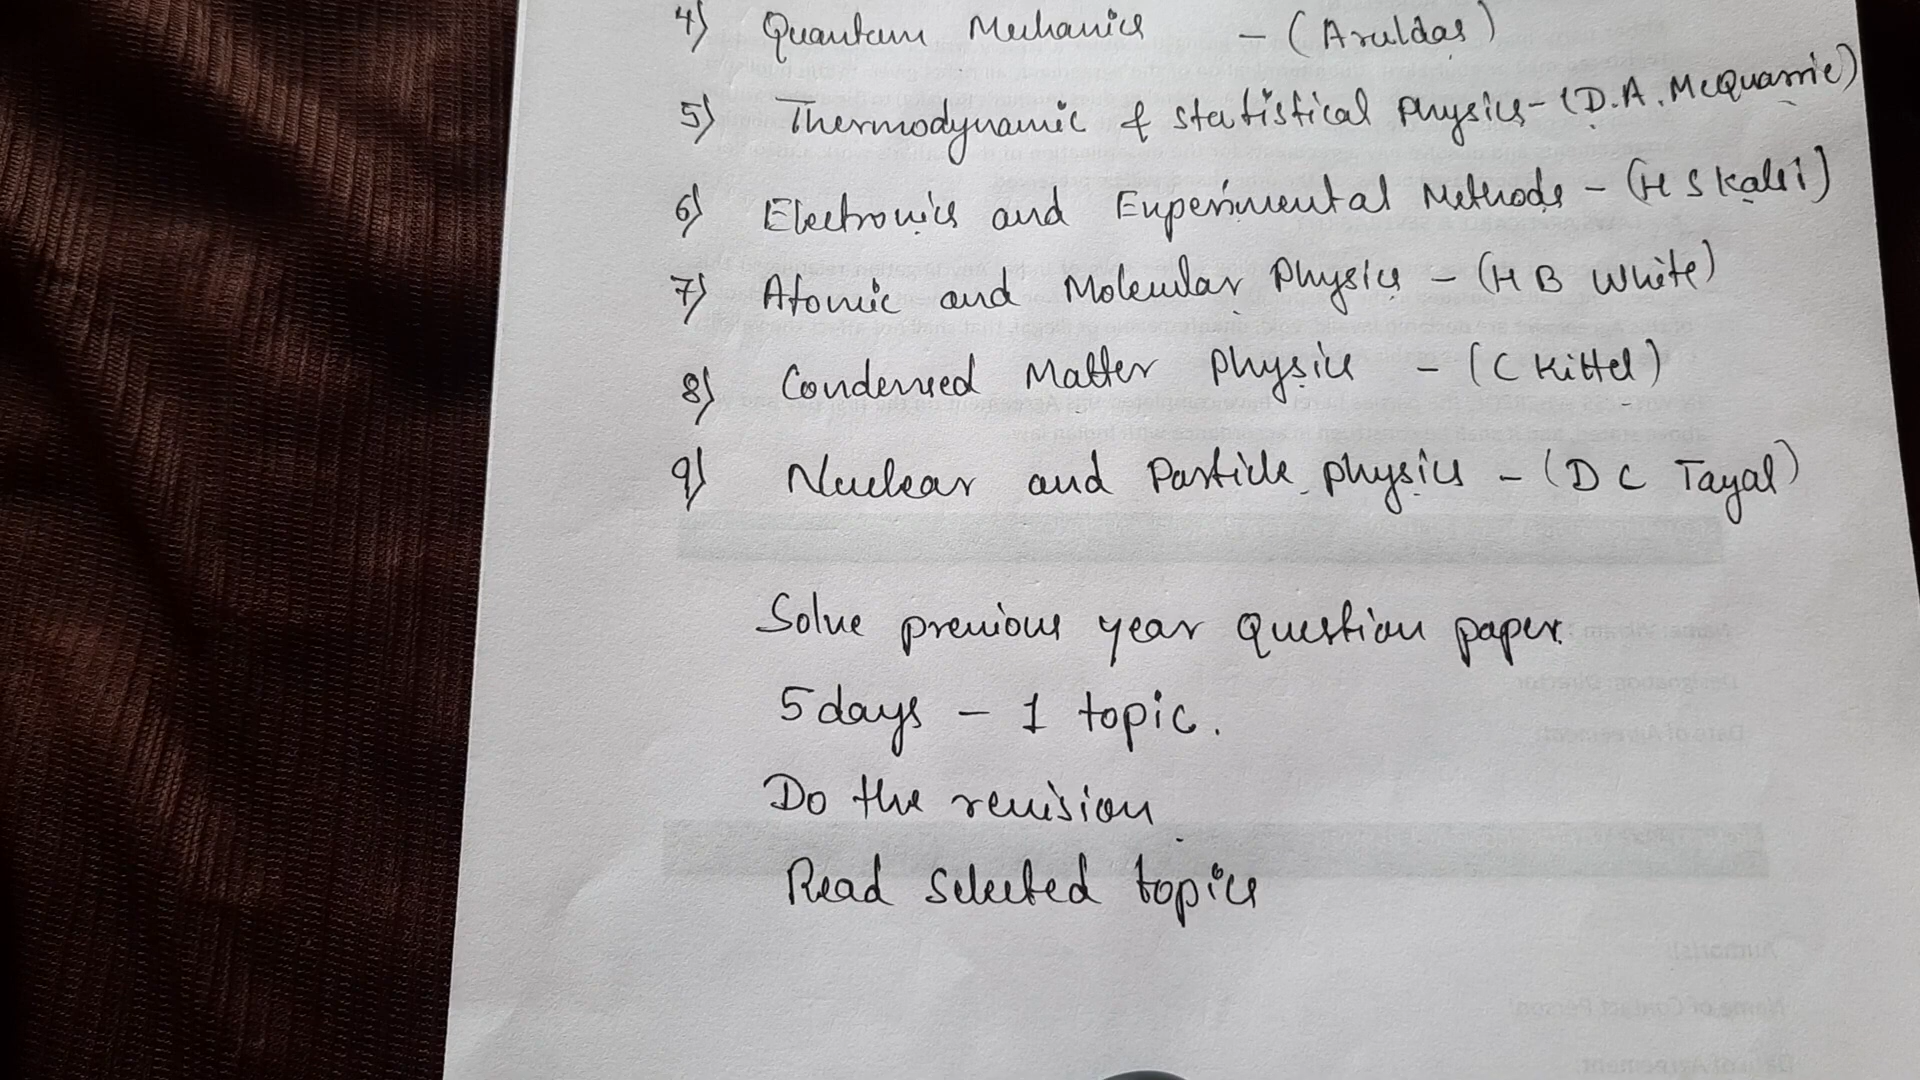 4) Quantum Mechanics - (Aruldas)
5) Thermodynamic & statistical Physics - (D.A. McQuarrie)
6) Electronics and Experimental Methods - (H S Kalsi)
7) Atomic and Molecular Physics - (H B White)
8) Condensed Matter Physics - (C Kittel)
9) Nuclear and Particle physics - (D C Tayal)
Solve previous year question paper.
5 days - 1 topic.
Do the revision
Read selected topics